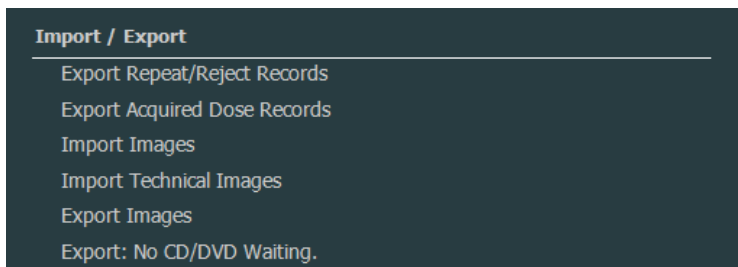 Import / Export
Export Repeat/Reject Records
Export Acquired Dose Records
Import Images
Import Technical Images
Export Images
Export: No CD/DVD Waiting.